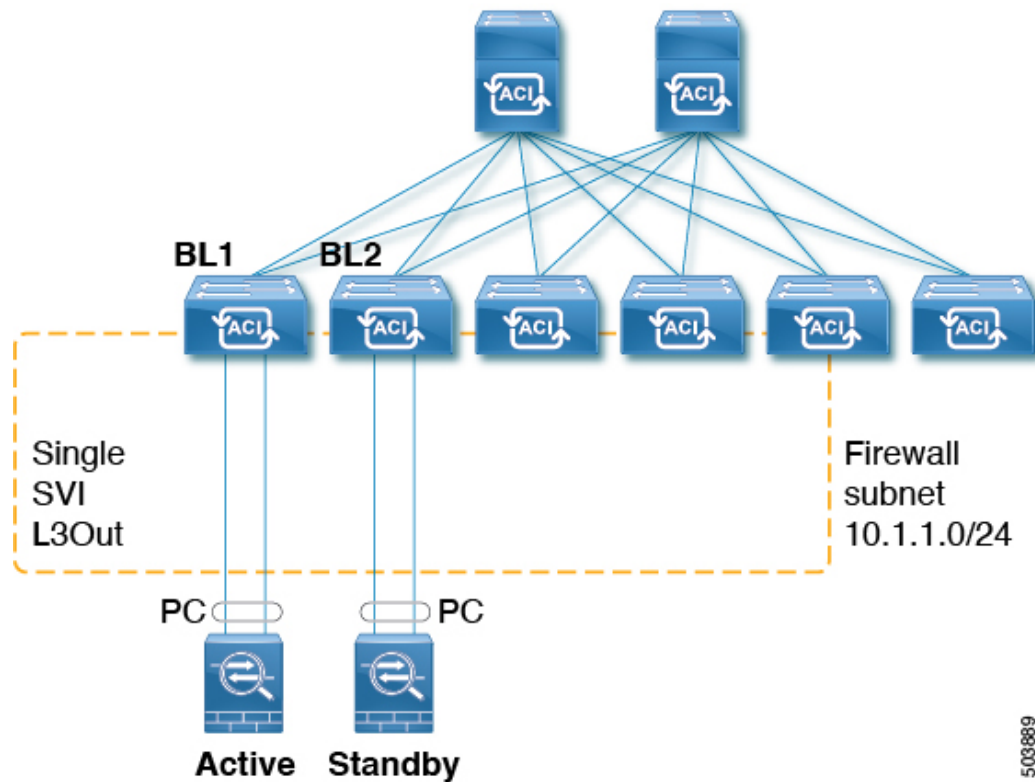 ACI
ACI
BL1
BL2
ACI
ACI
ACI
ACI
ACI
ACI
Single
SVI
L3Out
Firewall
subnet
10.1.1.0/24
PC
PC
Active
Standby
503889